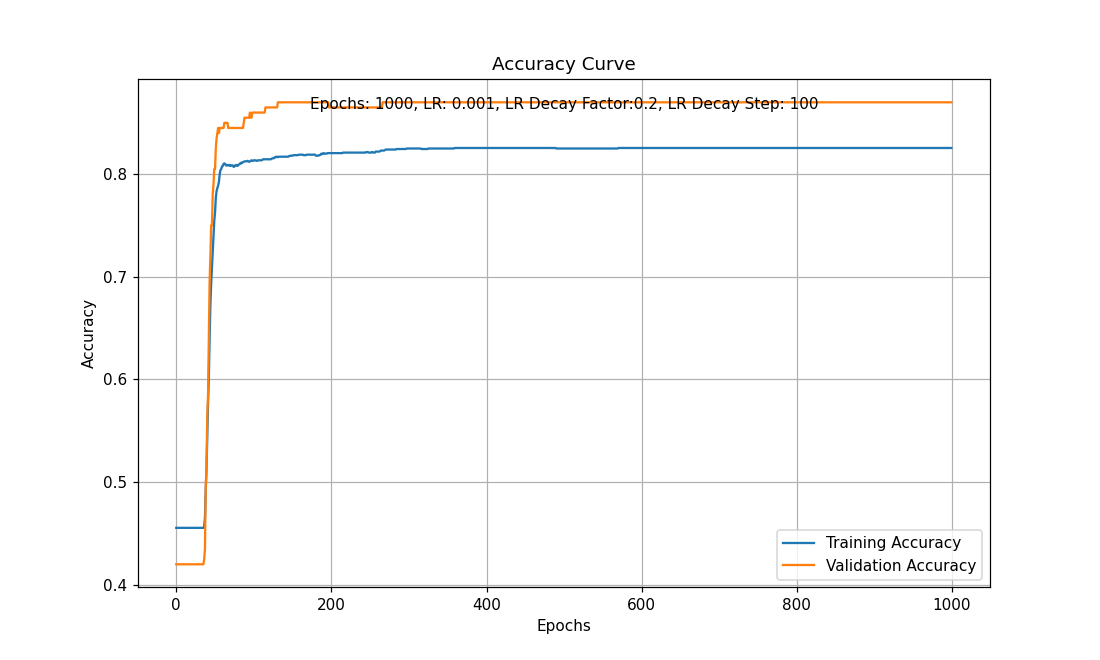 Accuracy Curve
Epochs: 1000, LR: 0.001, LR Decay Factor:0.2, LR Decay Step: 100
Accuracy
0.8
0.7
0.6
0.5
0.4
Training Accuracy
Validation Accuracy
0 200 400 600 800 1000
Epochs